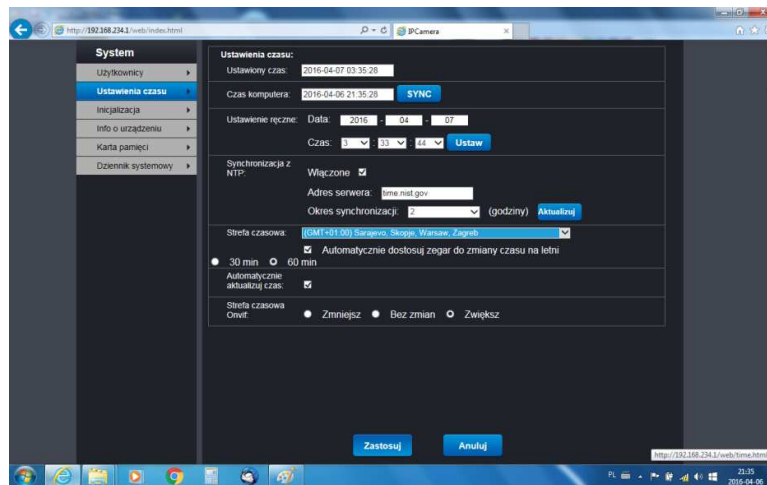 http://192.168.234.1/web/index.html
IPCamera
System
Użytkownicy
Ustawienia czasu
Inicjalizacja
Info o urządzeniu
Karta pamięci
Dziennik systemowy
Ustawienia czasu:
Ustawiony czas: 2016-04-07 03:35:28
Czas komputera: 2016-04-06 21:35:28 SYNC
Ustawienie ręczne: Data: 2016 - 04 - 07
Czas: 3 : 33 : 44 Ustaw
Synchronizacja z NTP: Włączone
Adres serwera: time.nist.gov
Okres synchronizacji: 2 (godziny) Aktualizuj
Strefa czasowa: (GMT+01:00) Sarajevo, Skopje, Warsaw, Zagreb
Automatycznie dostosuj zegar do zmiany czasu na letni
30 min 60 min
Automatycznie
aktualizuj czas:
Strefa czasowa
Onvif: Zmniejsz Bez zmian Zwiększ
Zastosuj Anuluj
http://192.168.234.1/web/time.html
PL 21:35
2016-04-06